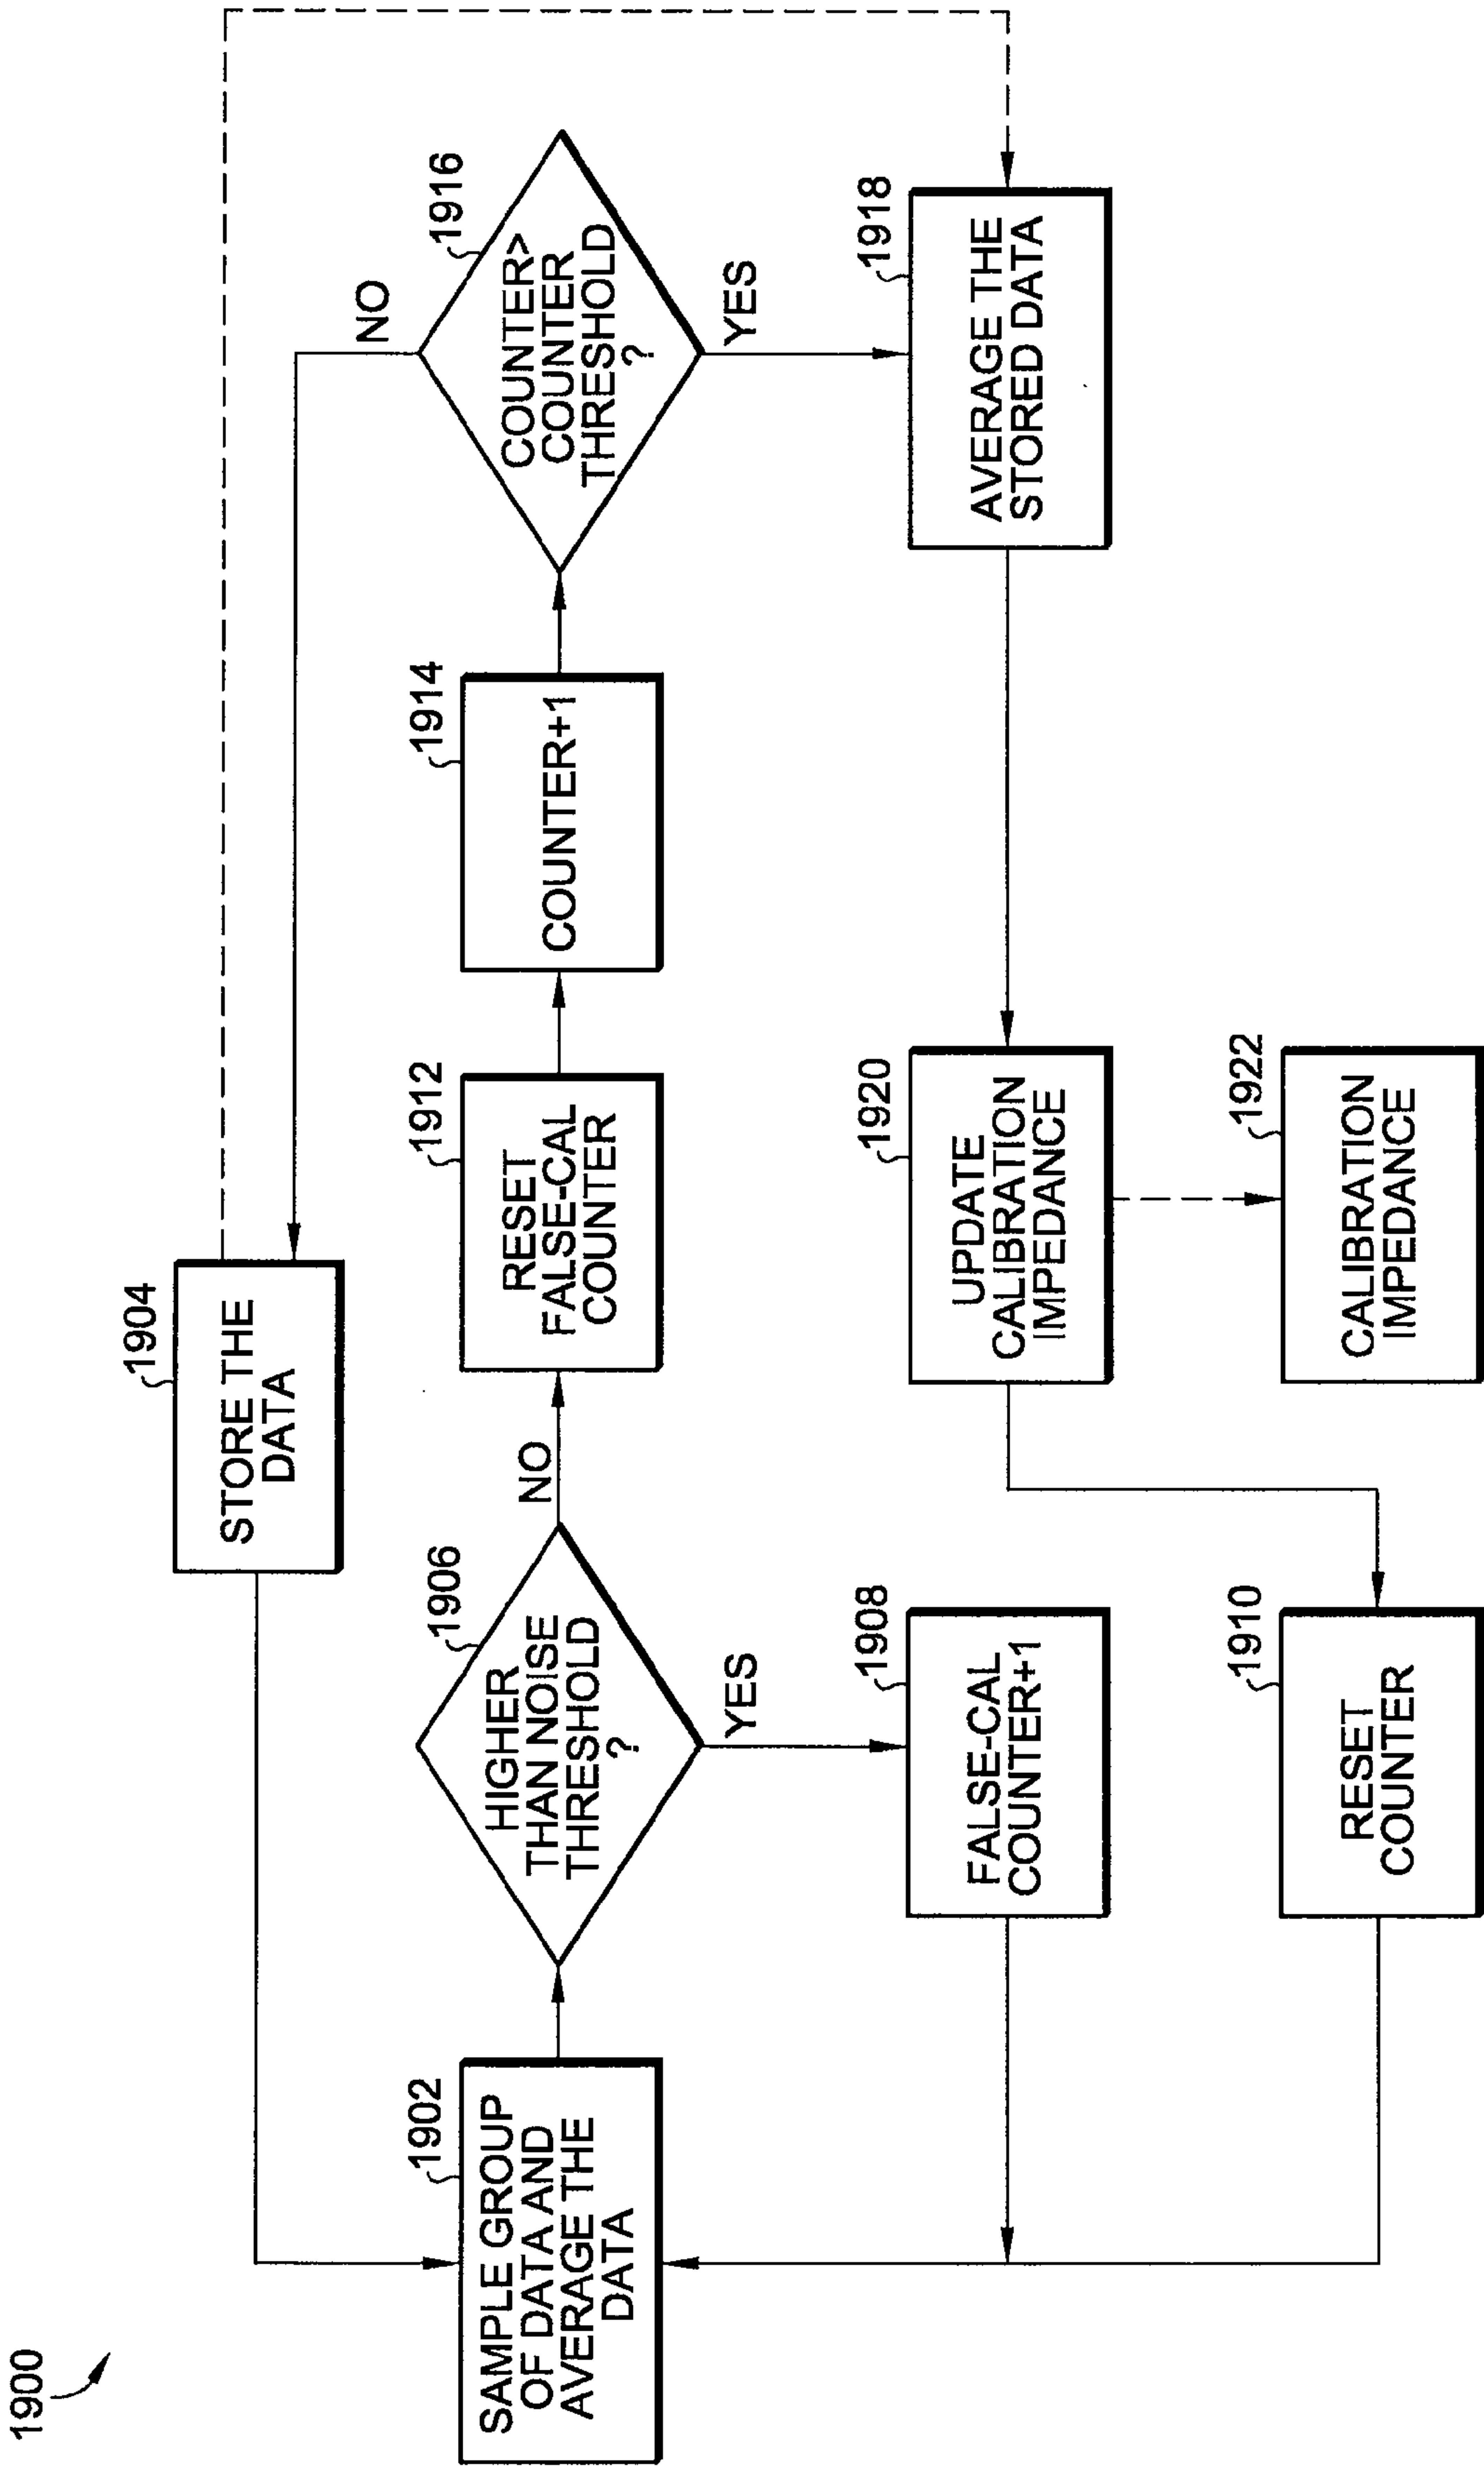 1900
1904
STORE THE
DATA
1902
SAMPLE GROUP
OF DATA AND
AVERAGE THE
DATA
1906
HIGHER
THAN NOISE
THRESHOLD
?
NO
YES
1912
RESET
FALSE-CAL
COUNTER
1914
COUNTER+1
1916
COUNTER>
COUNTER
THRESHOLD
?
NO
YES
1908
FALSE-CAL
COUNTER+1
1920
UPDATE
CALIBRATION
IMPEDANCE
1918
AVERAGE THE
STORED DATA
1910
RESET
COUNTER
1922
CALIBRATION
IMPEDANCE